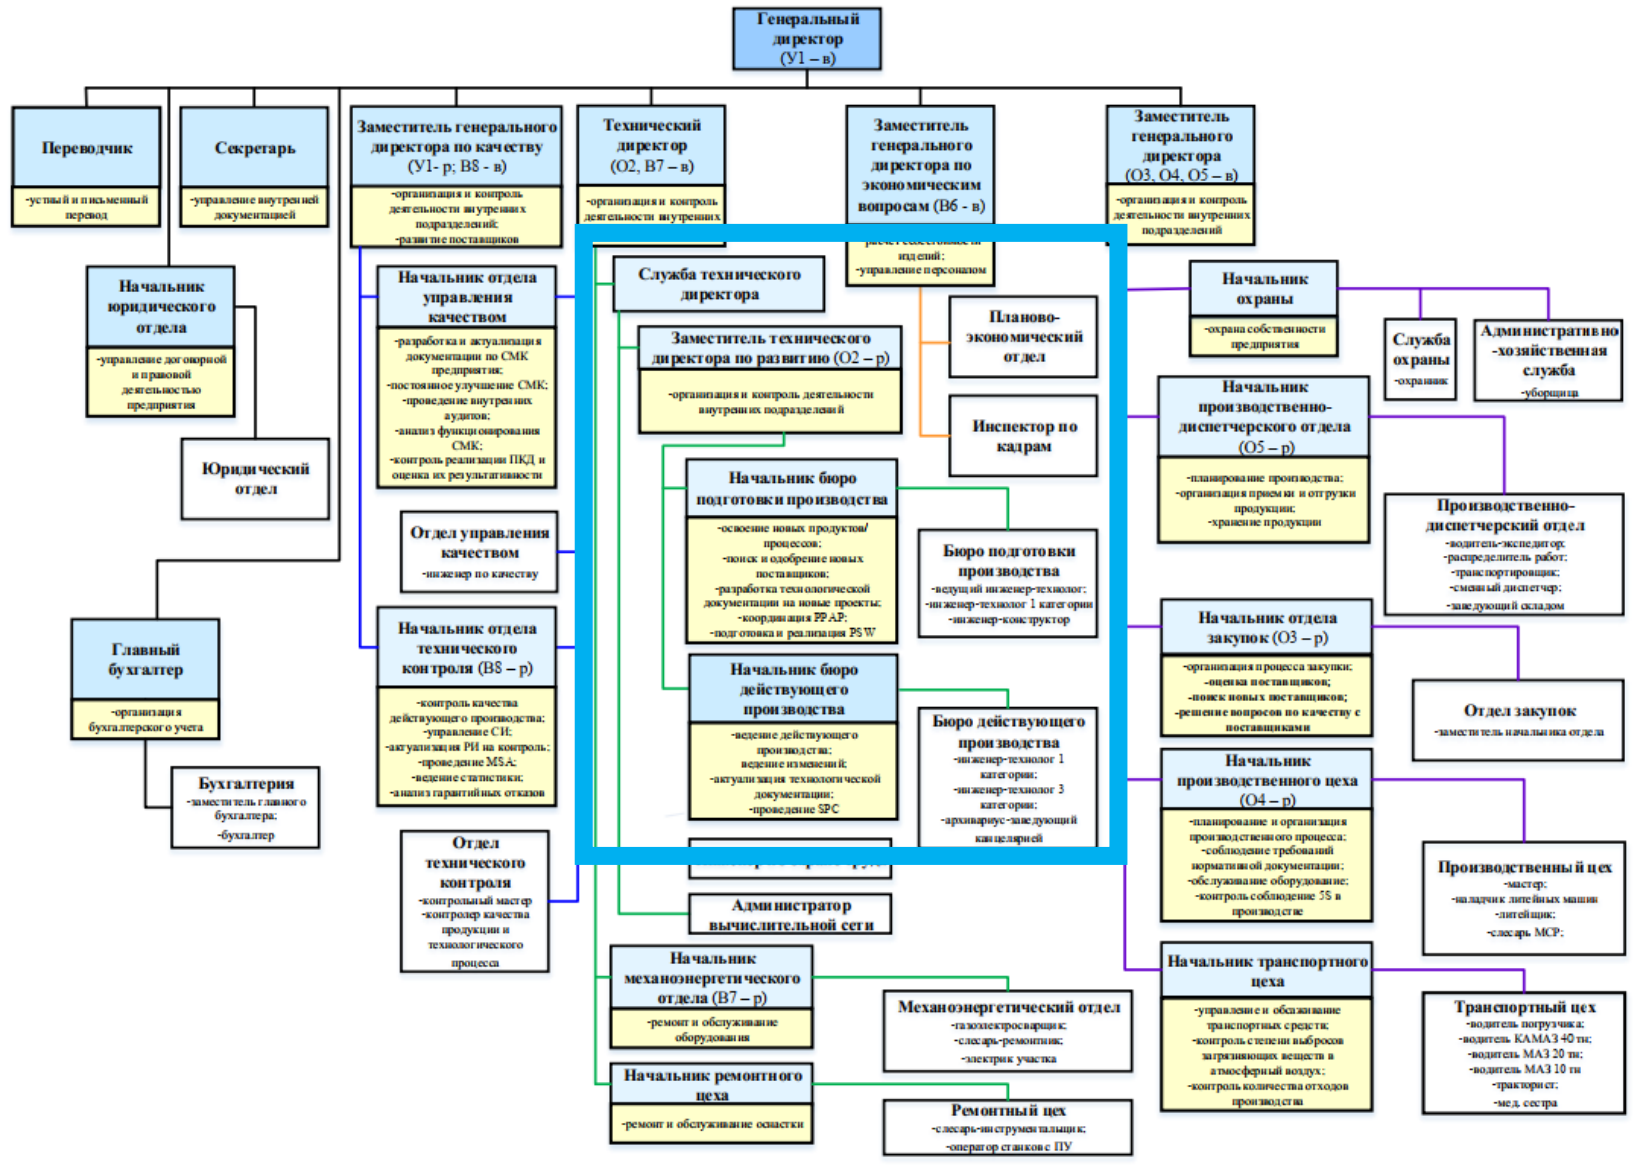 Генеральный
директор
(У1 – в)
Переводчик
-устный и письменный
перевод
Секретарь
-управление внутренней
документацией
Заместитель генерального
директора по качеству
(У1- р; В8 - в)
-организация и контроль
деятельности внутренних
подразделений;
-развитие поставщиков
Технический
директор
(О2, В7 – в)
-организация и контроль
деятельности внутренних
Заместитель
генерального
директора по
экономическим
вопросам (В6 - в)
изделий;
-управление персоналом
Заместитель
генерального
директора
(О3, О4, О5 – в)
-организация и контроль
деятельности внутренних
подразделений
Начальник
юридического
отдела
-управление договорной
и правовой
деятельностью
предприятия
Юридический
отдел
Главный
бухгалтер
-организация
бухгалтерского учета
Бухгалтерия
-заместитель главного
бухгалтера;
-бухгалтер
Начальник отдела
управления
качеством
-разработка и актуализация
документации по СМК
предприятия;
-постоянное улучшение СМК;
-проведение внутренних
аудитов;
-анализ функционирования
СМК;
-контроль реализации ПКД и
оценка их результативности
Отдел управления
качеством
-инженер по качеству
Начальник отдела
технического
контроля (В8 – р)
-контроль качества
действующего производства;
-управление СИ;
-актуализация РИ на контроль;
-проведение MSA;
-ведение статистики;
-анализ гарантийных отказов
Отдел
технического
контроля
-контрольный мастер
-контролер качества
продукции и
технологического
процесса
Служба технического
директора
Заместитель технического
директора по развитию (О2 – р)
-организация и контроль деятельности
внутренних подразделений
Начальник бюро
подготовки производства
-освоение новых продуктов/
процессов;
-поиск и одобрение новых
поставщиков;
-разработка технологической
документации на новые проекты;
-координация РРАР;
-подготовка и реализация PSW
Начальник бюро
действующего
производства
-ведение действующего
производства;
ведение изменений;
-актуализация технологической
документации;
-проведение SPC
Планово-
экономический
отдел
Инспектор по
кадрам
Бюро подготовки
производства
-ведущий инженер-технолог;
-инженер-технолог 1 категории
-инженер-конструктор
Бюро действующего
производства
-инженер-технолог 1
категории;
-инженер-технолог 3
категории;
-архивариус-заведующий
канцелярией
Администратор
вычислительной сети
Начальник
механоэнергетического
отдела (В7 – р)
-ремонт и обслуживание
оборудования
Механоэнергетический отдел
-газоэлектросварщик;
-слесарь-ремонтник;
-электрик участка
Начальник ремонтного
цеха
-ремонт и обслуживание оснастки
Ремонтный цех
-слесарь-инструментальщик;
-оператор станков с ПУ
Начальник
охраны
-охрана собственности
предприятия
Служба
охраны
-охранник
Административно
-хозяйственная
служба
-уборщица
Начальник
производственно-
диспетчерского отдела
(О5 – р)
-планирование производства;
-организация приемки и отгрузки
продукции;
-хранение продукции
Производственно-
диспетчерский отдел
-водитель-экспедитор;
-распределитель работ;
-транспортировщик;
-сменный диспетчер;
-заведующий складом
Начальник отдела
закупок (О3 – р)
-организация процесса закупки;
-оценка поставщиков;
-поиск новых поставщиков;
-решение вопросов по качеству с
поставщиками
Отдел закупок
-заместитель начальника отдела
Начальник
производственного цеха
(О4 – р)
-планирование и организация
производственного процесса;
-соблюдение требований
нормативной документации;
-обслуживание оборудование;
-контроль соблюдение 5S в
производстве
Производственный цех
-мастер;
-наладчик литейных машин
-литейщик;
-слесарь МСР;
Начальник транспортного
цеха
-управление и обсаживание
транспортных средств;
-контроль степени выбросов
загрязняющих веществ в
атмосферный воздух;
-контроль количества отходов
производства
Транспортный цех
-водитель погрузчика;
-водитель КАМАЗ 40 тн;
-водитель МАЗ 20 тн;
-водитель МАЗ 10 тн
-тракторист;
-мед. сестра